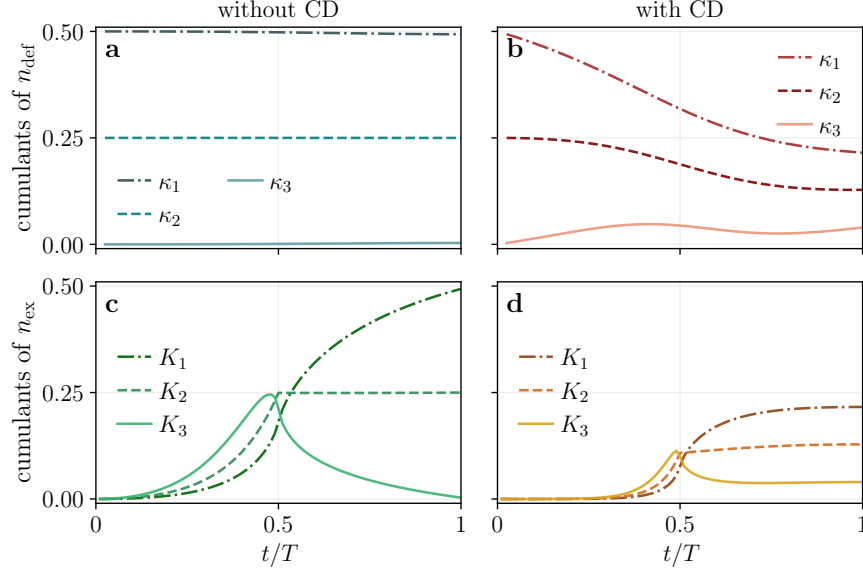 without CD
with CD
a
b
0.50
0.25
0.00
cumulants of n_def
κ₁
κ₂
κ₃
κ₁
κ₂
κ₃
c
d
0.50
0.25
0.00
cumulants of n_ex
K₁
K₂
K₃
K₁
K₂
K₃
0
0.5
1
0
0.5
1
t/T
t/T